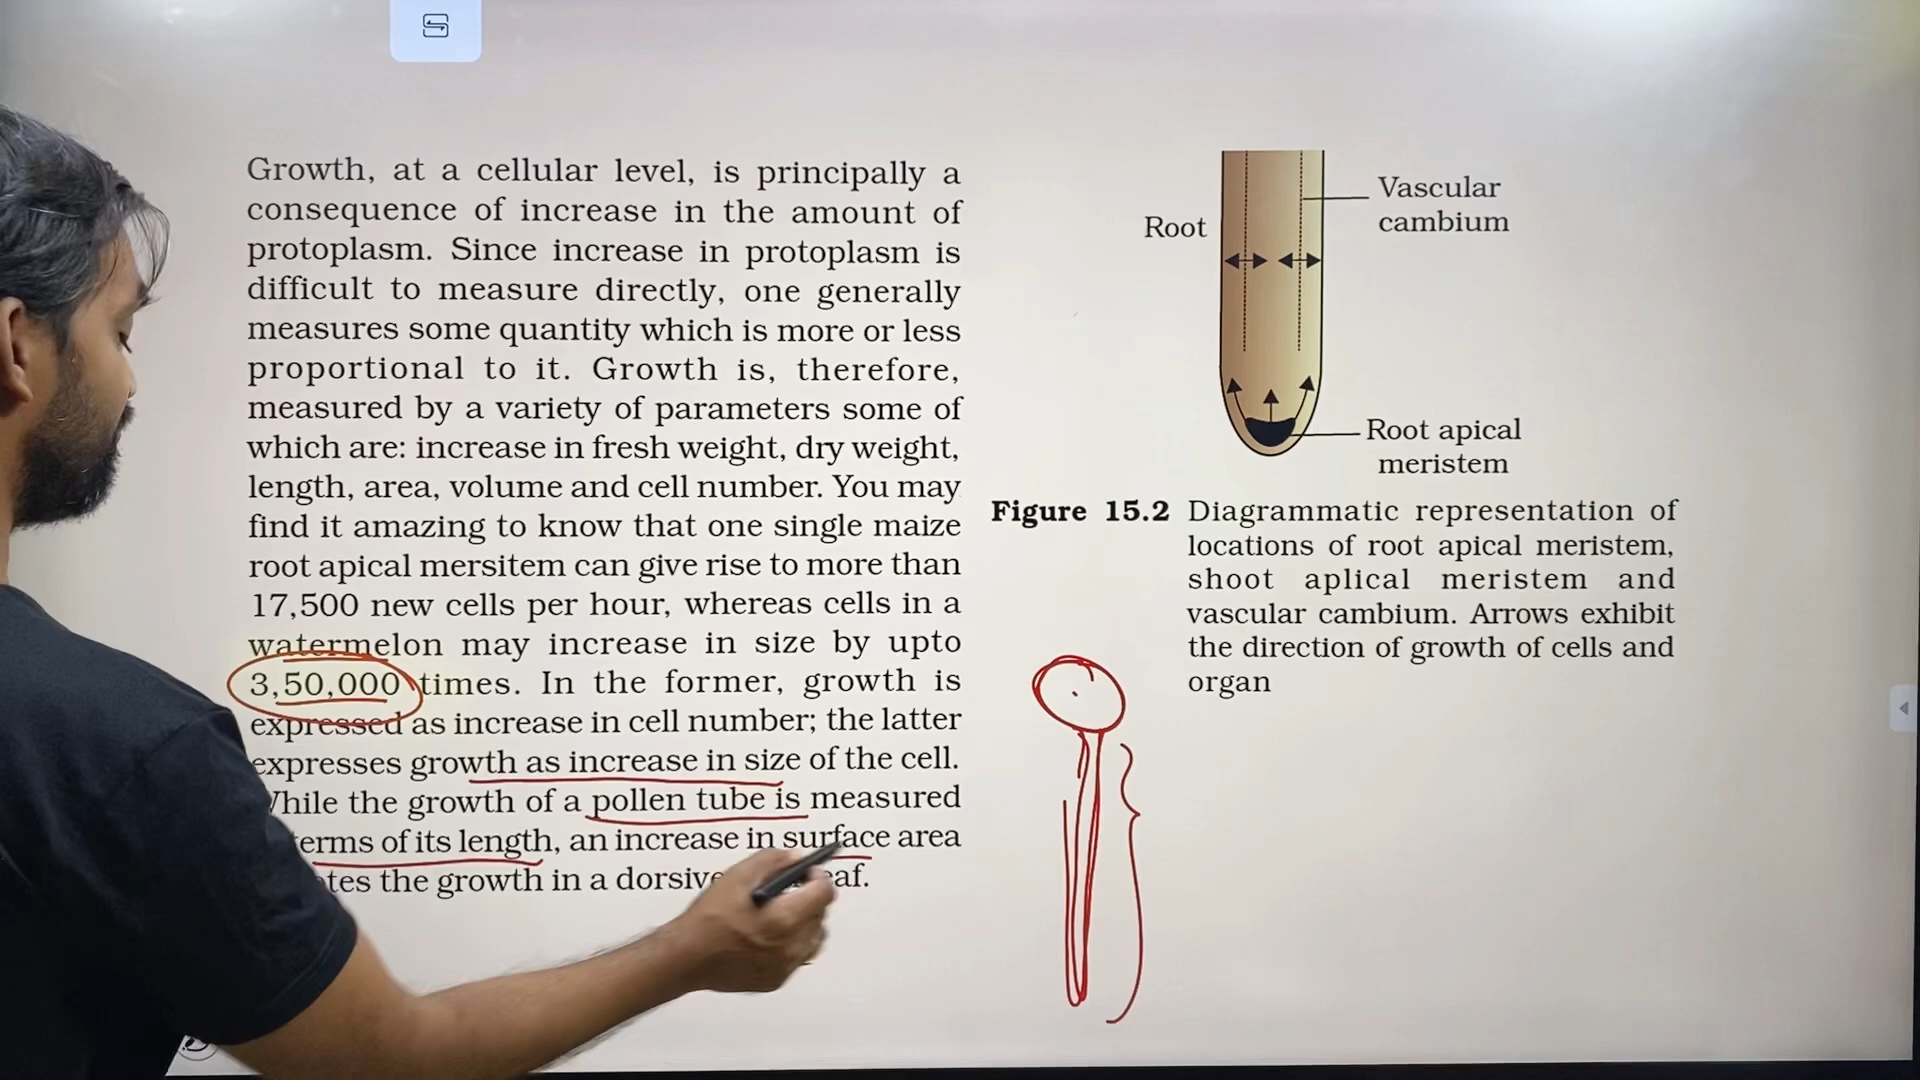 Growth, at a cellular level, is principally a
consequence of increase in the amount of
protoplasm. Since increase in protoplasm is
difficult to measure directly, one generally
measures some quantity which is more or less
proportional to it. Growth is, therefore,
measured by a variety of parameters some of
which are: increase in fresh weight, dry weight,
length, area, volume and cell number. You may
find it amazing to know that one single maize
root apical mersitem can give rise to more than
17,500 new cells per hour, whereas cells in a
watermelon may increase in size by upto
3,50,000 times. In the former, growth is
expressed as increase in cell number; the latter
expresses growth as increase in size of the cell.
While the growth of a pollen tube is measured
terms of its length, an increase in surface area
the growth in a
Root
Vascular
cambium
Root apical
meristem
Figure 15.2 Diagrammatic representation of
locations of root apical meristem,
shoot aplical meristem and
vascular cambium. Arrows exhibit
the direction of growth of cells and
organ